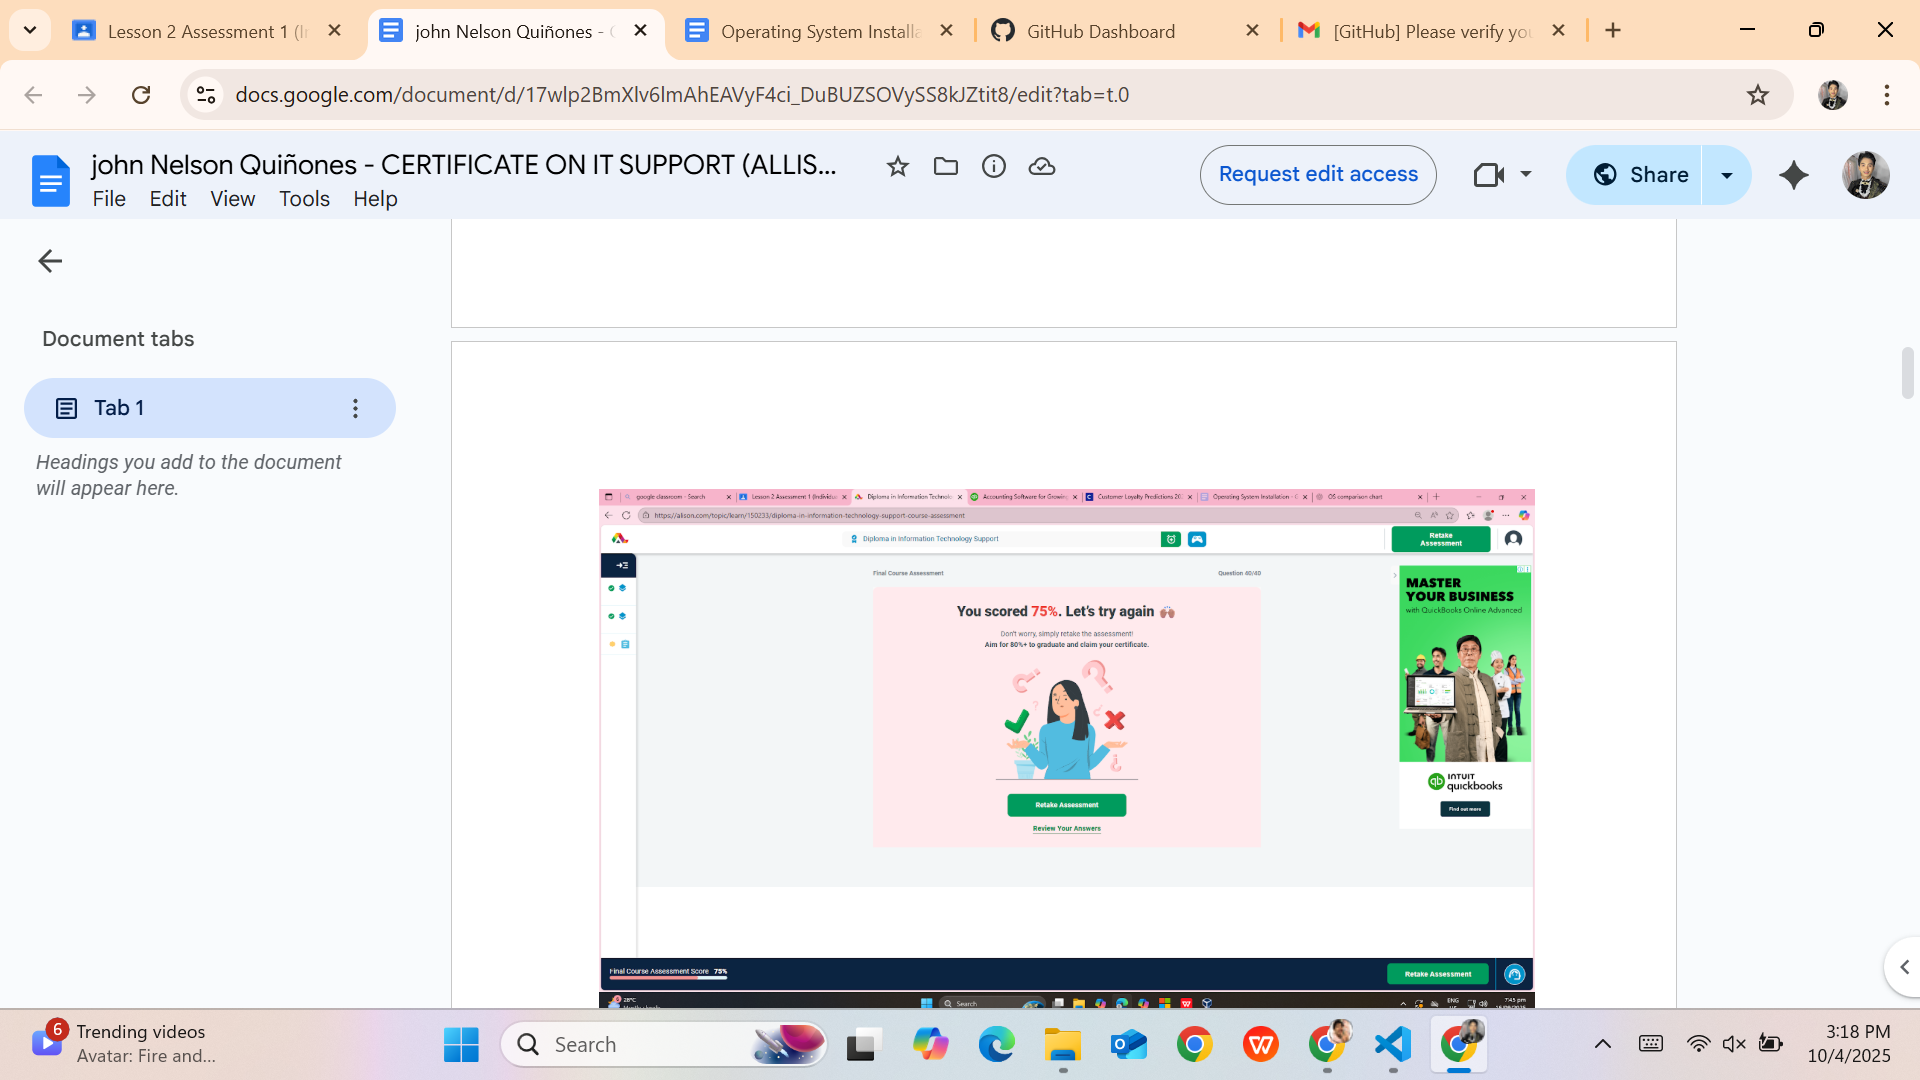 Lesson 2 Assessment 1 (I
john Nelson Quiñones -
Operating System Installa
GitHub Dashboard
[GitHub] Please verify you
docs.google.com/document/d/17wlp2BmXlv6lmAhEAVyF4ci_DuBUZSOVySS8kJZtit8/edit?tab=t.0
john Nelson Quiñones - CERTIFICATE ON IT SUPPORT (ALLIS...
Request edit access
Share
File Edit View Tools Help
Document tabs
Tab 1
Headings you add to the document
will appear here.
google classroom - Search
Lesson 2 Assessment 1 (Individua
Diploma in Information Technolo
Accounting Software for Growing
Customer Loyalty Predictions 20
Operating System Installation -
OS comparison chart
https://alison.com/topic/learn/150233/diploma-in-information-technology-support-course-assessment
Diploma in Information Technology Support
Retake
Assessment
Final Course Assessment
Question 40/40
You scored 75%. Let's try again
Don't worry, simply retake the assessment!
Aim for 80%+ to graduate and claim your certificate.
Retake Assessment
Review Your Answers
MASTER
YOUR BUSINESS
with QuickBooks Online Advanced
qb INTUIT
quickbooks
Find out more
Final Course Assessment Score 75%
Retake Assessment
28°C
Search
ENG
7:45 pm
6
Trending videos
Avatar: Fire and...
Search
3:18 PM
10/4/2025